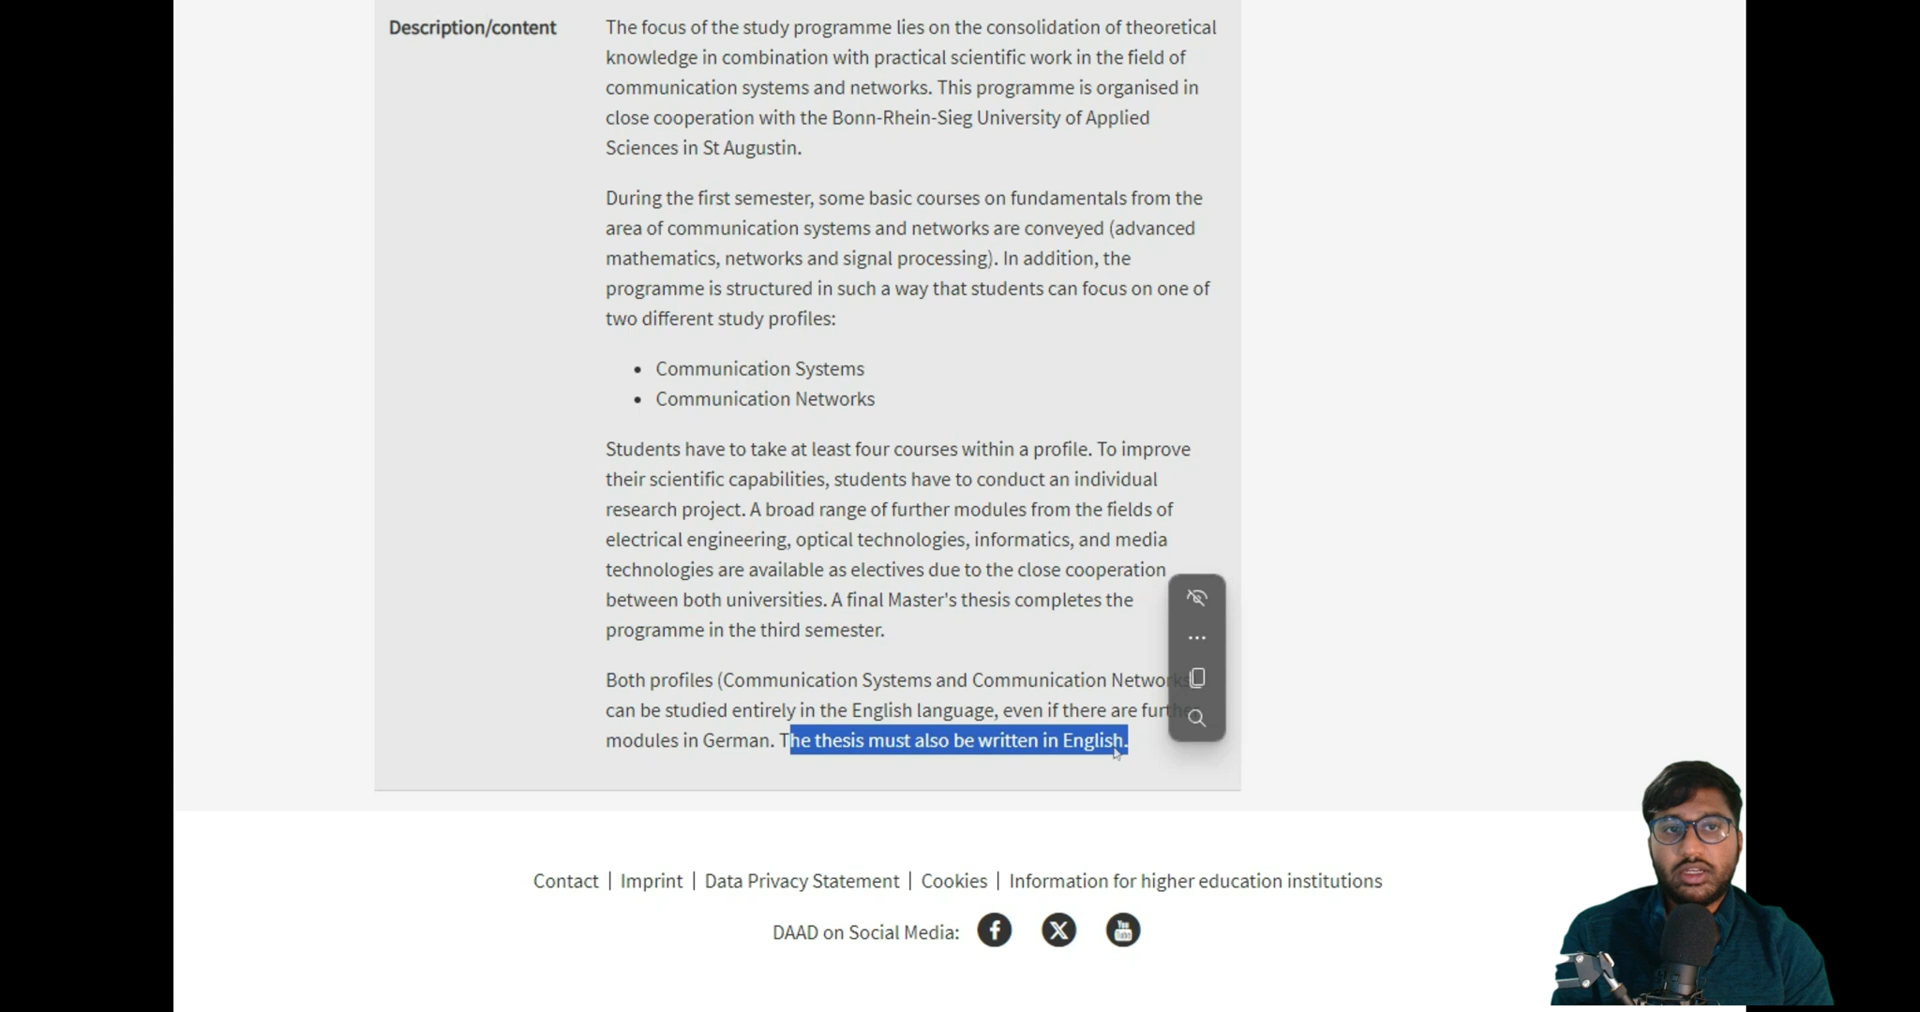 Description/content
The focus of the study programme lies on the consolidation of theoretical
knowledge in combination with practical scientific work in the field of
communication systems and networks. This programme is organised in
close cooperation with the Bonn-Rhein-Sieg University of Applied
Sciences in St Augustin.
During the first semester, some basic courses on fundamentals from the
area of communication systems and networks are conveyed (advanced
mathematics, networks and signal processing). In addition, the
programme is structured in such a way that students can focus on one of
two different study profiles:
• Communication Systems
• Communication Networks
Students have to take at least four courses within a profile. To improve
their scientific capabilities, students have to conduct an individual
research project. A broad range of further modules from the fields of
electrical engineering, optical technologies, informatics, and media
technologies are available as electives due to the close cooperation
between both universities. A final Master's thesis completes the
programme in the third semester.
Both profiles (Communication Systems and Communication Networks
can be studied entirely in the English language, even if there are further
modules in German. The thesis must also be written in English.
Contact | Imprint | Data Privacy Statement | Cookies | Information for higher education institutions
DAAD on Social Media: